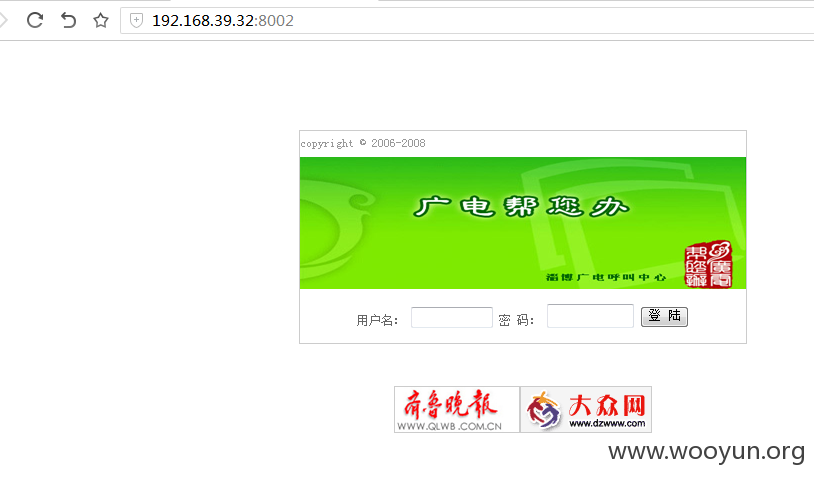 192.168.39.32:8002
copyright © 2006-2008
广电帮您办
淄博广电呼叫中心
用户名： 密 码： 登 陆
齐鲁晚报 大众网
WWW.QLWB.COM.CN www.dzwww.com
www.wooyun.org